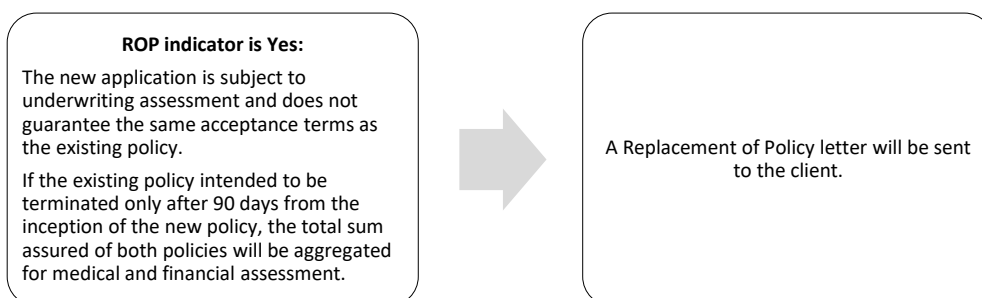 ROP indicator is Yes:
The new application is subject to
underwriting assessment and does not
guarantee the same acceptance terms as
the existing policy.
If the existing policy intended to be
terminated only after 90 days from the
inception of the new policy, the total sum
assured of both policies will be aggregated
for medical and financial assessment.
A Replacement of Policy letter will be sent
to the client.